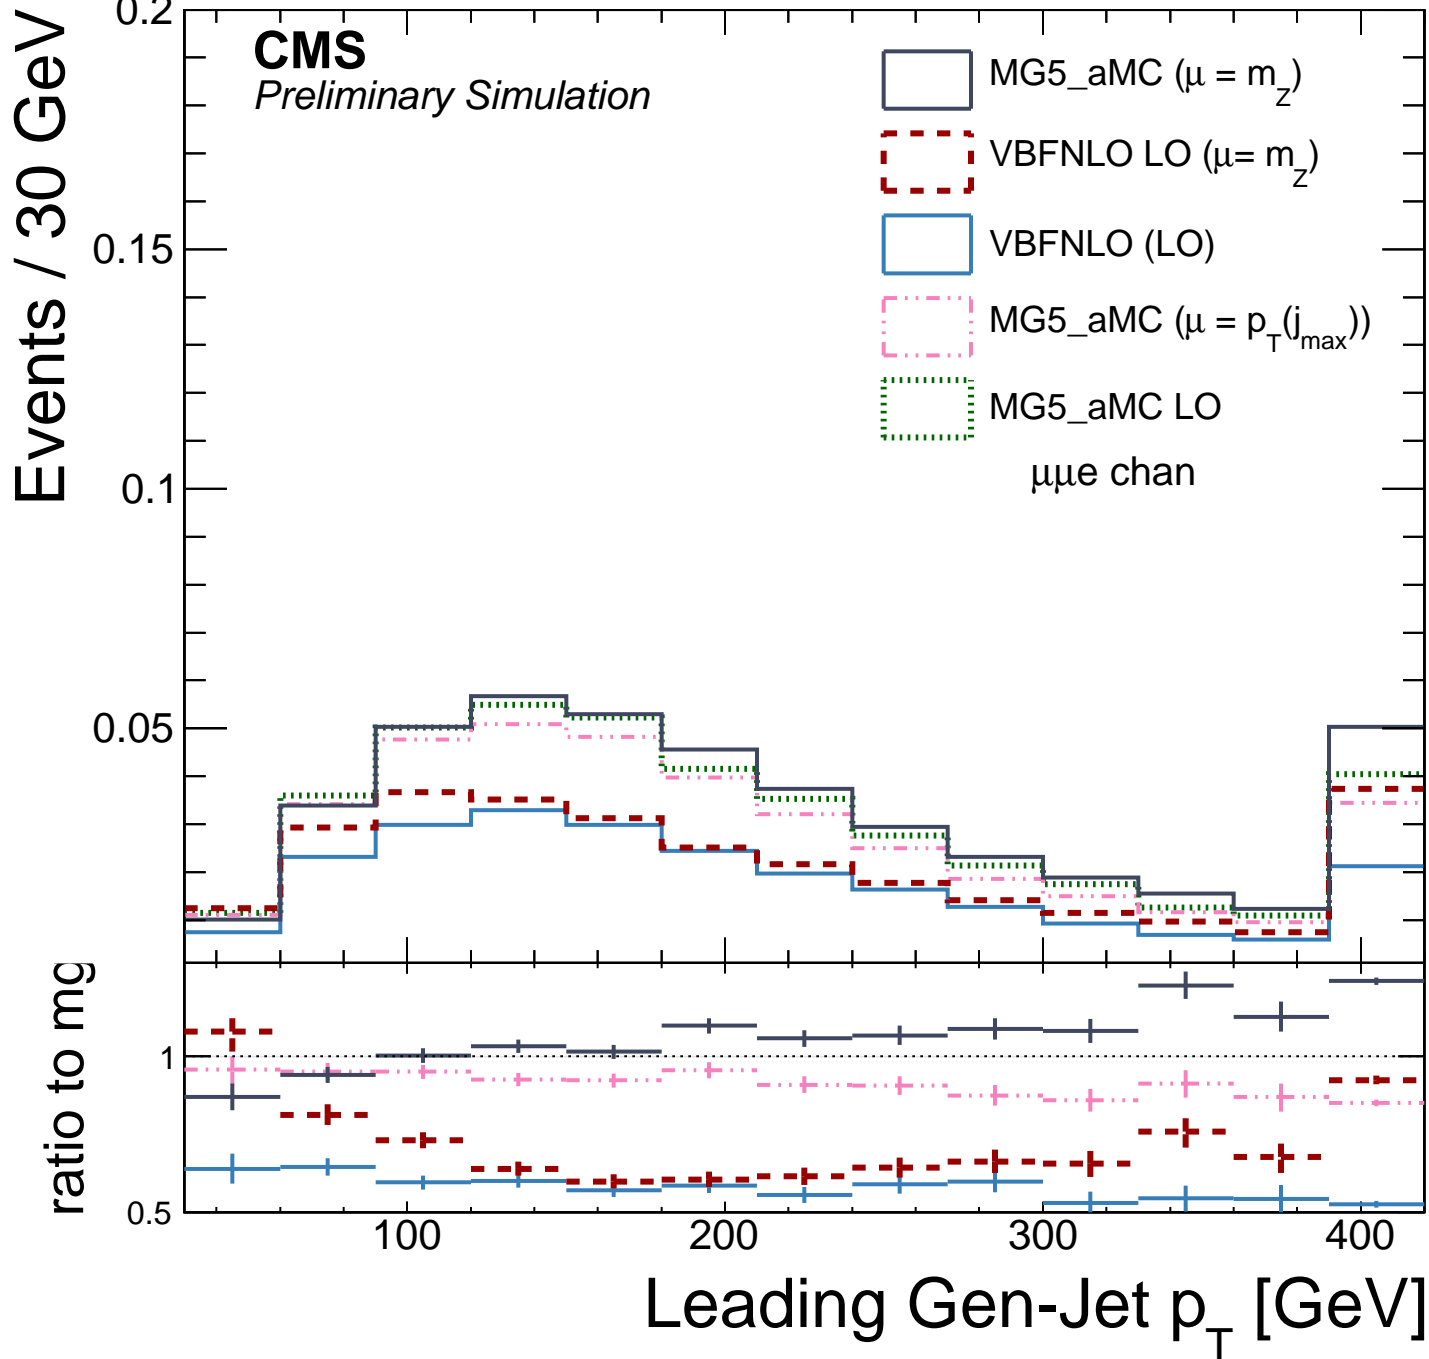 0.2
CMS
Preliminary Simulation
MG5_aMC (μ = m_Z)
VBFNLO LO (μ= m_Z)
VBFNLO (LO)
MG5_aMC (μ = p_T(j_max))
MG5_aMC LO
μμe chan
Events / 30 GeV
0.15
0.1
0.05
ratio to mg
1
0.5
100 200 300 400
Leading Gen-Jet p_T [GeV]